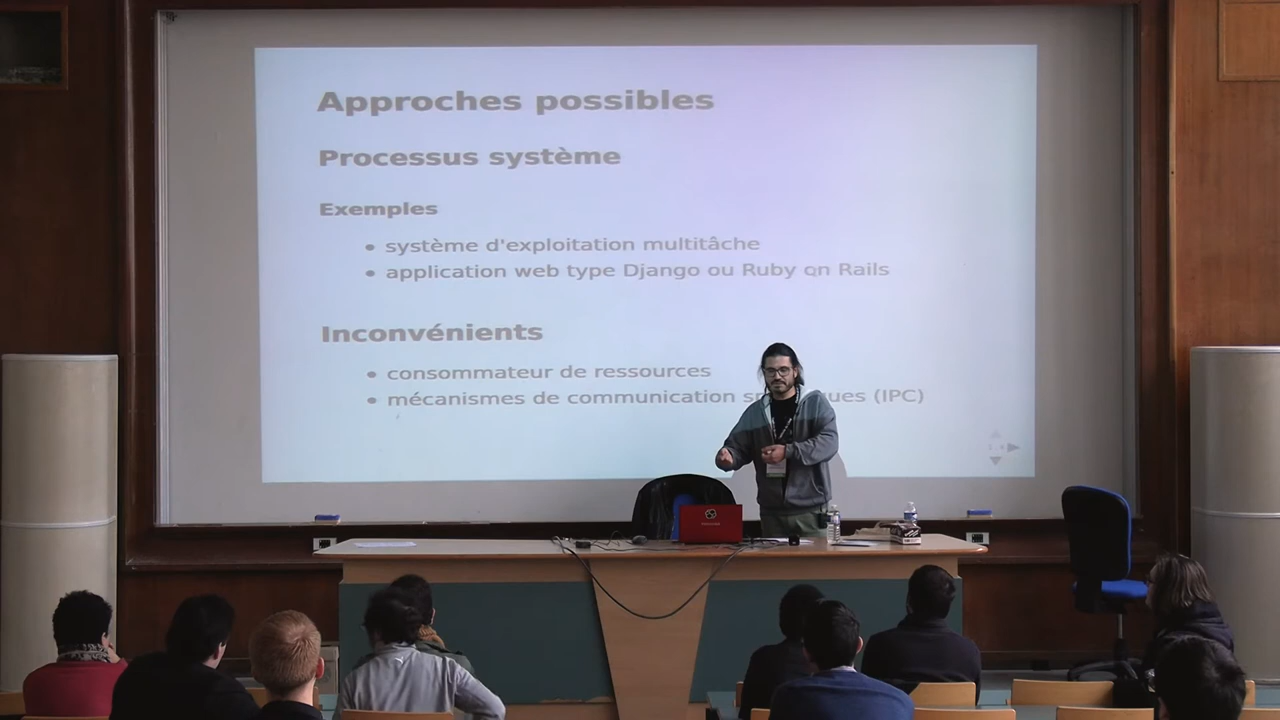 Approches possibles
Processus système
Exemples
• système d'exploitation multitâche
• application web type Django ou Ruby on Rails
Inconvénients
• consommateur de ressources
• mécanismes de communication (IPC)